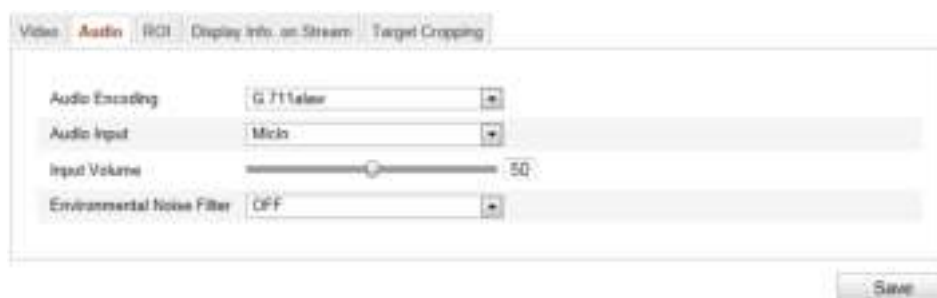 Video Audio ROI Display Info. on Stream Target Cropping
Audio Encoding G.711alaw
Audio Input MicIn
Input Volume 50
Environmental Noise Filter OFF
Save